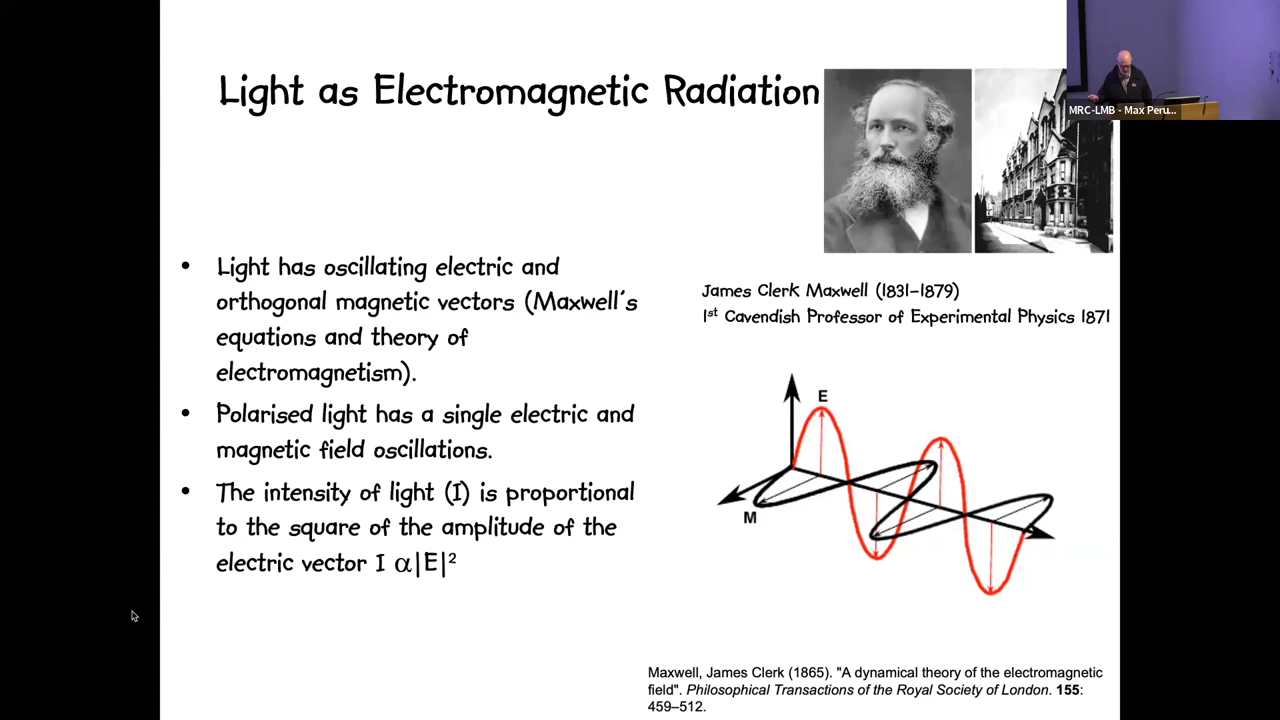 MRC-LMB - Max Peru...
Light as Electromagnetic Radiation
• Light has oscillating electric and
orthogonal magnetic vectors (Maxwell's
equations and theory of
electromagnetism).
• Polarised light has a single electric and
magnetic field oscillations.
• The intensity of light (I) is proportional
to the square of the amplitude of the
electric vector I α|E|²
James Clerk Maxwell (1831-1879)
1st Cavendish Professor of Experimental Physics 1871
E
M
Maxwell, James Clerk (1865). "A dynamical theory of the electromagnetic
field". Philosophical Transactions of the Royal Society of London. 155:
459–512.